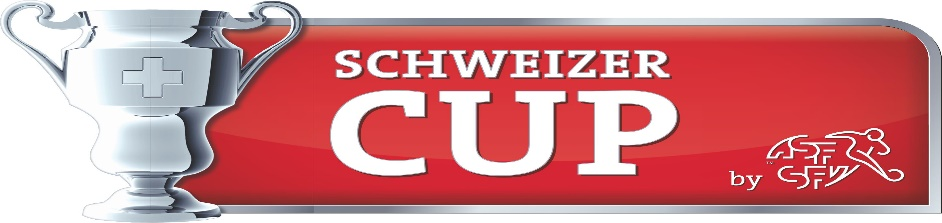 SCHWEIZER
CUP
by ASF
SFV